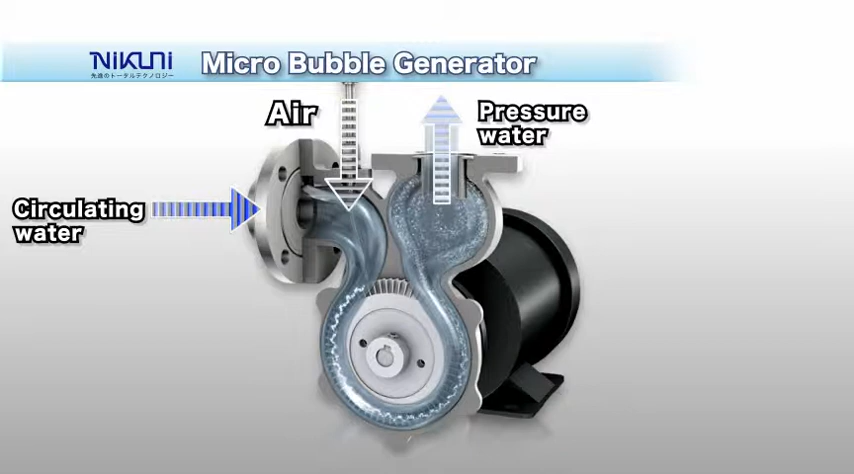 NiKUNi
先進のトータルテクノロジー
Micro Bubble Generator
Air
Pressure
water
Circulating
water